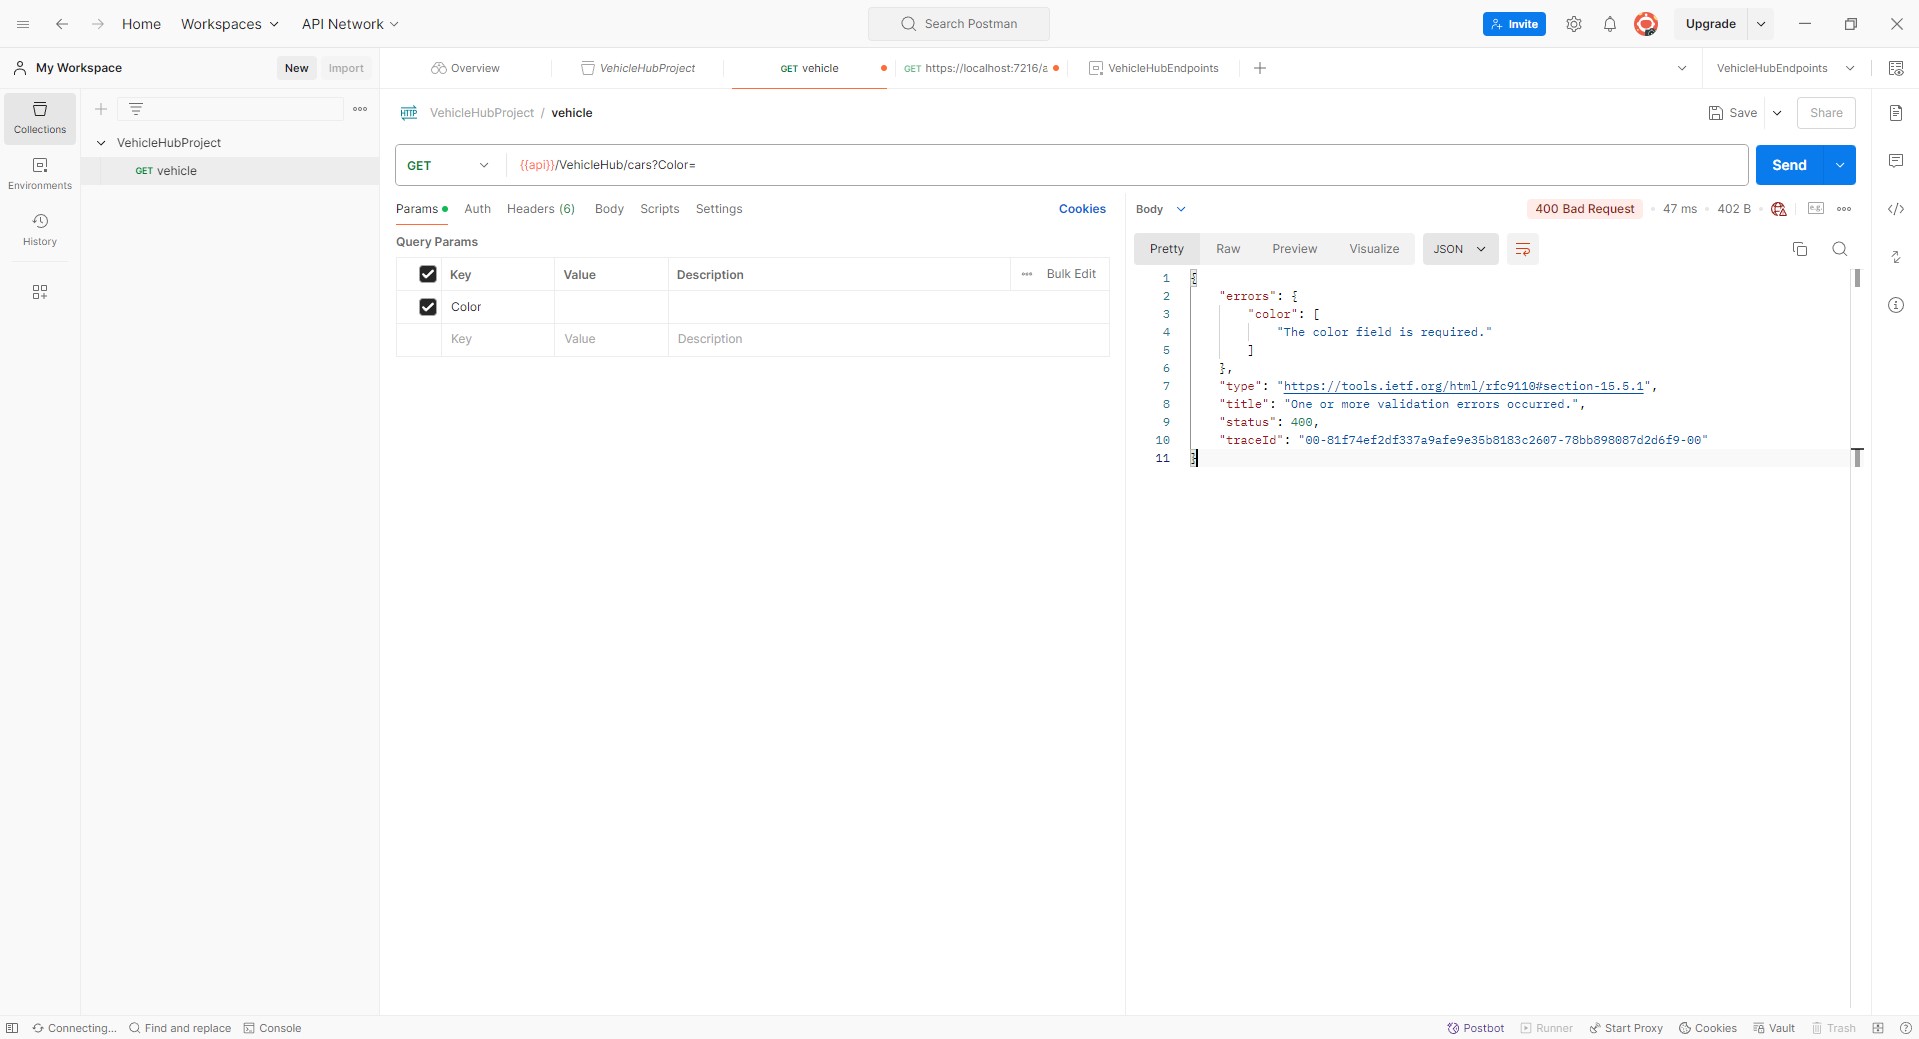 Home Workspaces API Network Search Postman Invite Upgrade
My Workspace New Import Overview VehicleHubProject GET vehicle GET https://localhost:7216/a VehicleHubEndpoints VehicleHubEndpoints
Collections
Environments
History
VehicleHubProject
GET vehicle
HTTP VehicleHubProject / vehicle Save Share
GET {{api}}/VehicleHub/cars?Color= Send
Params Auth Headers (6) Body Scripts Settings Cookies
Query Params
Key Value Description Bulk Edit
Color
Key Value Description
Body 400 Bad Request 47 ms 402 B e.g.
Pretty Raw Preview Visualize JSON
1 {
2 "errors": {
3 "color": [
4 "The color field is required."
5 ]
6 },
7 "type": "https://tools.ietf.org/html/rfc9110#section-15.5.1",
8 "title": "One or more validation errors occurred.",
9 "status": 400,
10 "traceId": "00-81f74ef2df337a9afe9e35b8183c2607-78bb898087d2d6f9-00"
11 }
Connecting... Find and replace Console Postbot Runner Start Proxy Cookies Vault Trash